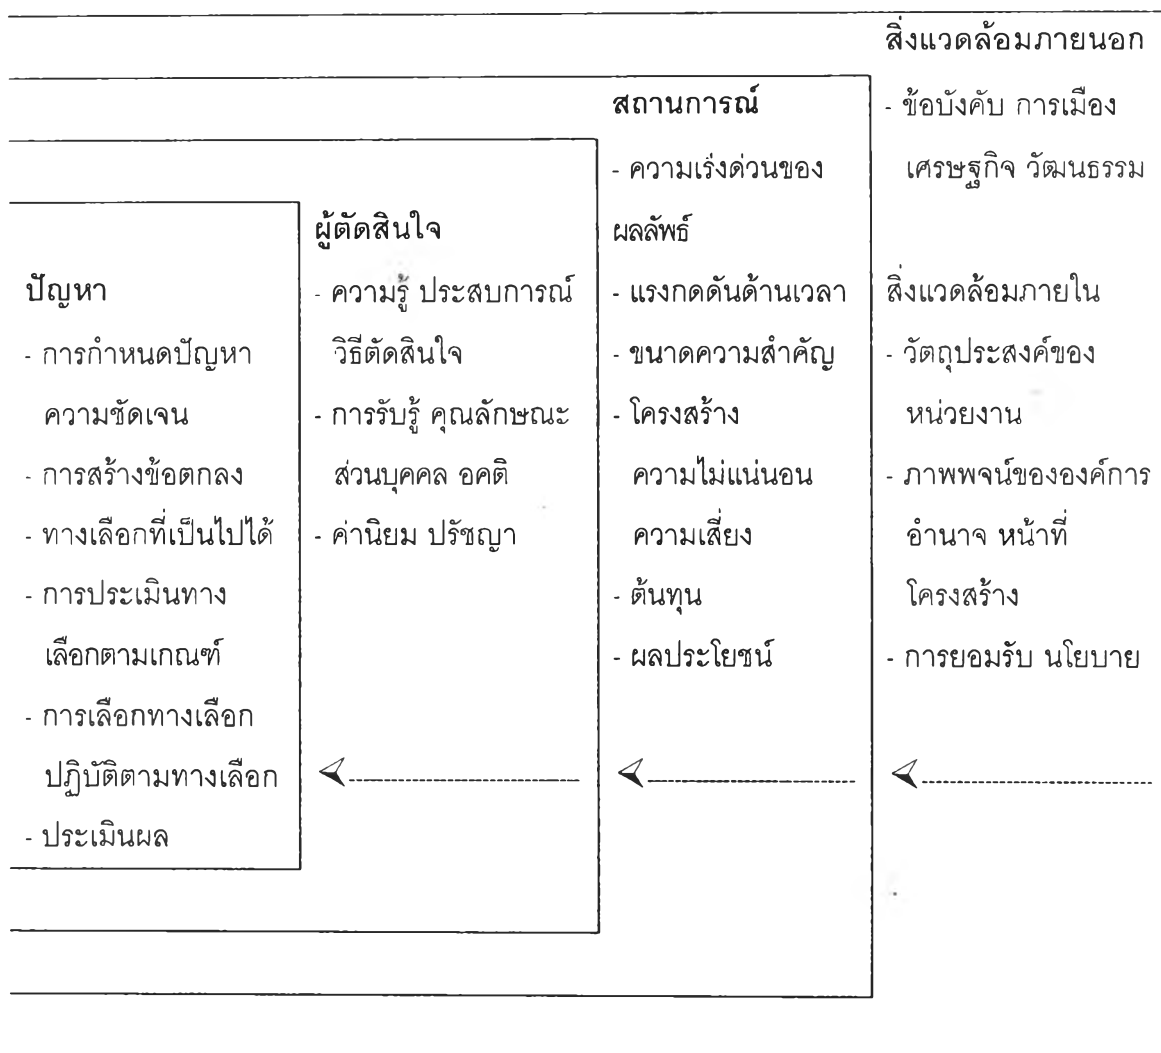 ปัญหา
- การกำหนดปัญหา
ความชัดเจน
- การสร้างข้อตกลง
- ทางเลือกที่เป็นไปได้
- การประเมินทาง
เลือกตามเกณฑ์
- การเลือกทางเลือก
ปฏิบัติตามทางเลือก
- ประเมินผล
ผู้ตัดสินใจ
- ความรู้ ประสบการณ์
วิธีตัดสินใจ
- การรับรู้ คุณลักษณะ
ส่วนบุคคล อคติ
- ค่านิยม ปรัชญา
สถานการณ์
- ความเร่งด่วนของ
ผลลัพธ์
- แรงกดดันด้านเวลา
- ขนาดความสำคัญ
- โครงสร้าง
ความไม่แน่นอน
ความเสี่ยง
- ต้นทุน
- ผลประโยชน์
สิ่งแวดล้อมภายนอก
- ข้อบังคับ การเมือง
เศรษฐกิจ วัฒนธรรม
สิ่งแวดล้อมภายใน
- วัตถุประสงค์ของ
หน่วยงาน
- ภาพพจน์ขององค์การ
อำนาจ หน้าที่
โครงสร้าง
- การยอมรับ นโยบาย